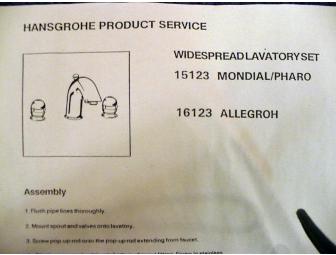 HANSGROHE PRODUCT SERVICE
WIDESPREAD LAVATORY SET
15123 MONDIAL/PHARO
16123 ALLEGROH
Assembly
1. Flush pipe lines thoroughly.
2. Mount spout and valves onto lavatory.
3. Screw pop-up rod onto the pop-up rod extending from faucet.